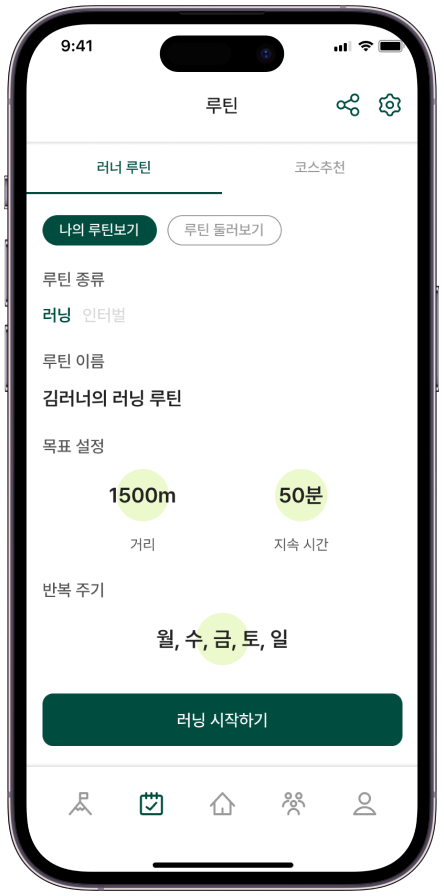 9:41
루틴
러너 루틴
코스추천
나의 루틴보기
루틴 둘러보기
루틴 종류
러닝 인터벌
루틴 이름
김러너의 러닝 루틴
목표 설정
1500m
50분
거리
지속 시간
반복 주기
월, 수, 금, 토, 일
러닝 시작하기